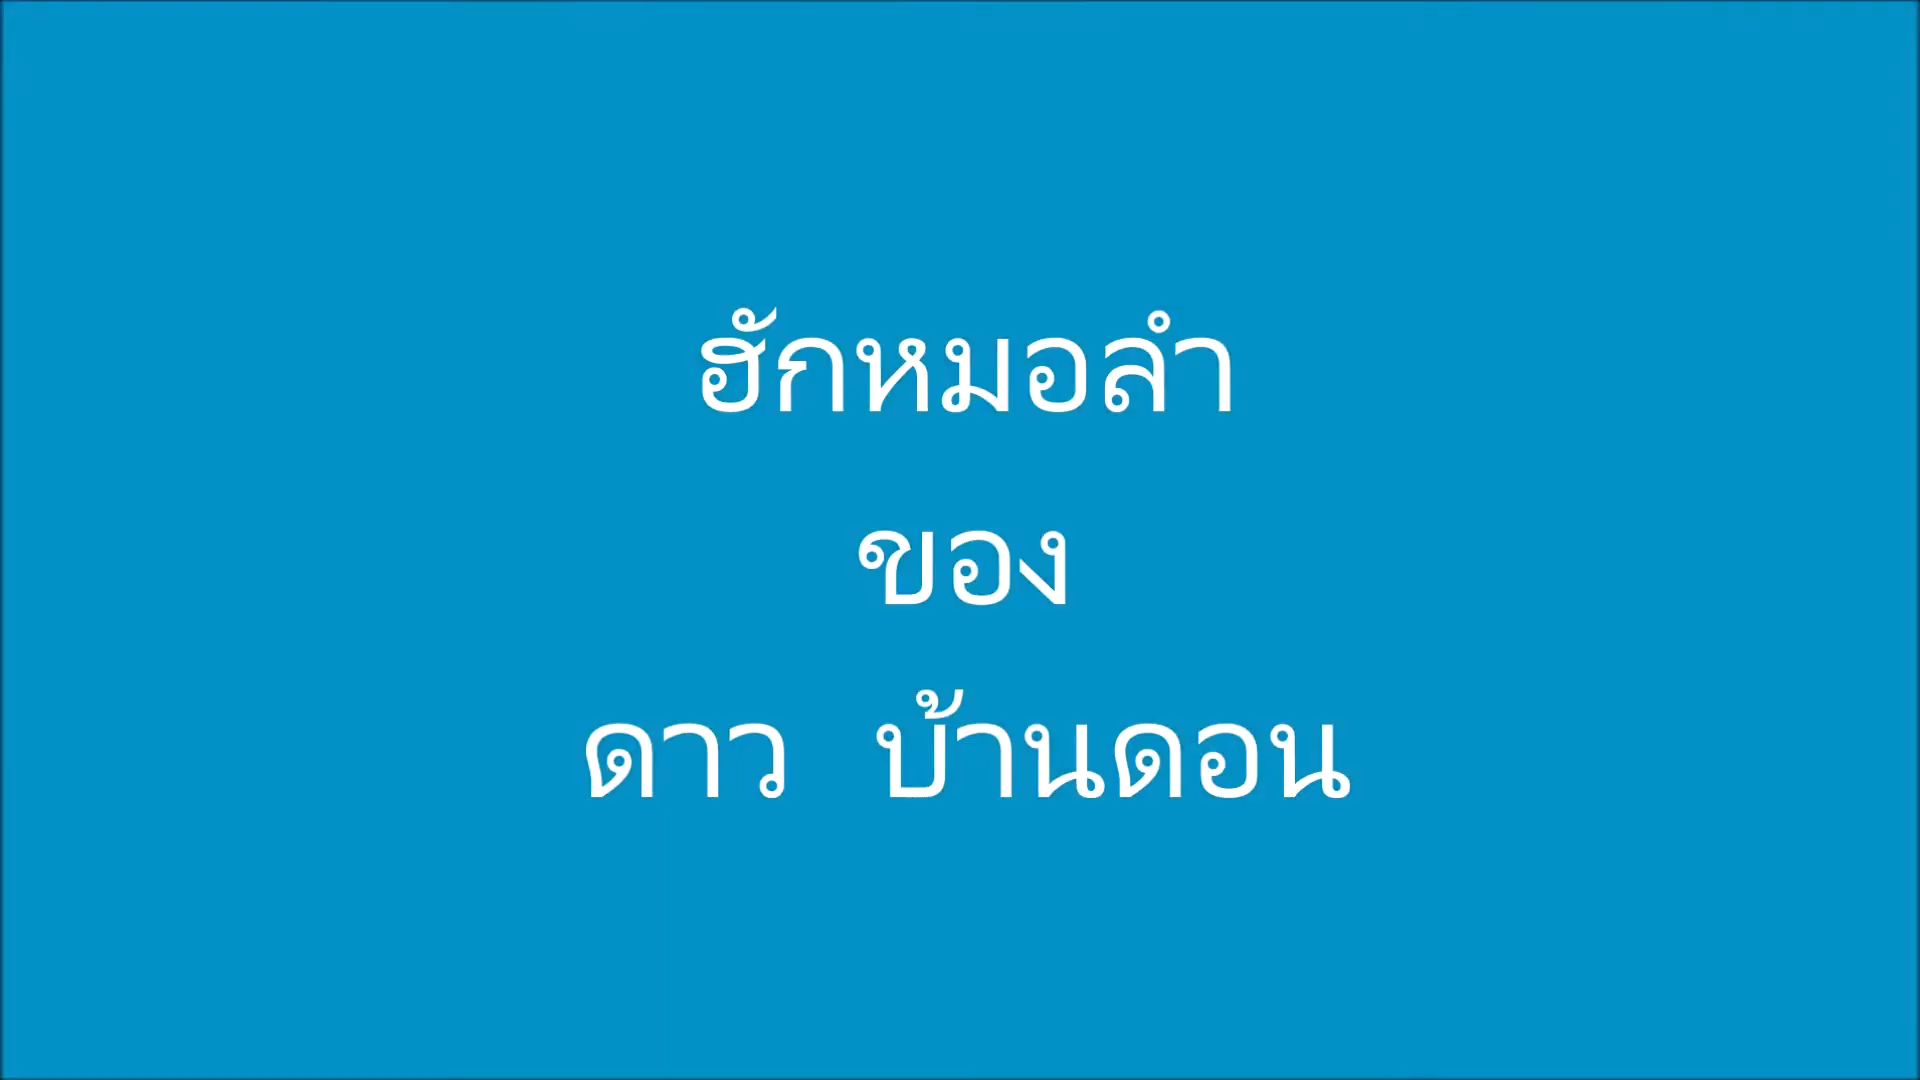 ฮักหมอลำ
ของ
ดาว บ้านดอน